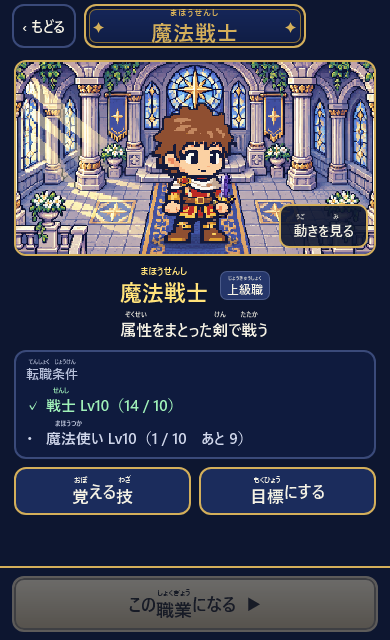 ‹ もどる
まほうせんし
魔法戦士
うご み
動きを見る
まほうせんし
魔法戦士
じょうきゅうしょく
上級職
ぞくせい けん たたか
属性をまとった剣で戦う
てんしょく じょうけん
転職条件
せんし
✓ 戦士 Lv10（14 / 10）
まほうつか
・ 魔法使い Lv10（1 / 10　あと 9）
おぼ わざ
覚える技
もくひょう
目標にする
しょくぎょう
この職業になる ▶